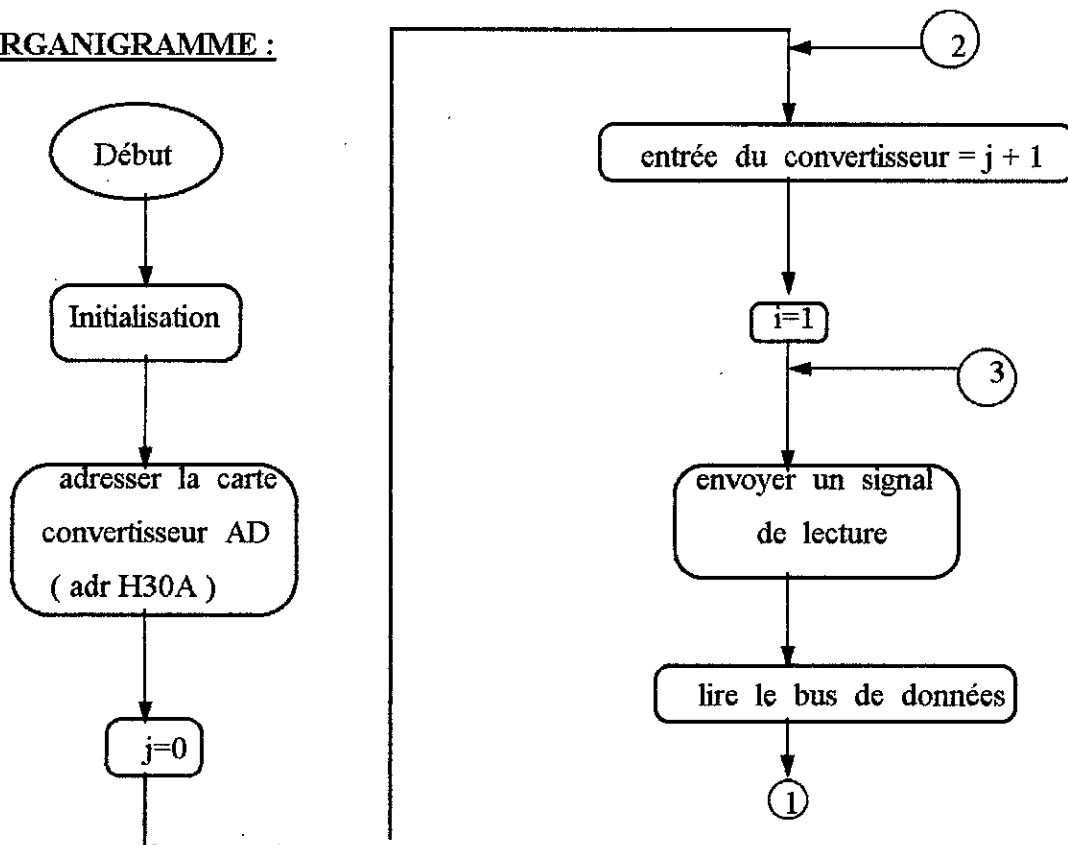 RGANIGRAMME :
Début
Initialisation
adresser la carte
convertisseur AD
( adr H30A )
j=0
2
entrée du convertisseur = j + 1
i=1
3
envoyer un signal
de lecture
lire le bus de données
1